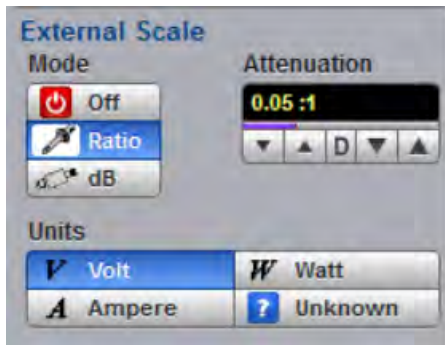 External Scale
Mode
Attenuation
Off
Ratio
dB
0.05 :1
D
Units
V Volt
W Watt
A Ampere
? Unknown